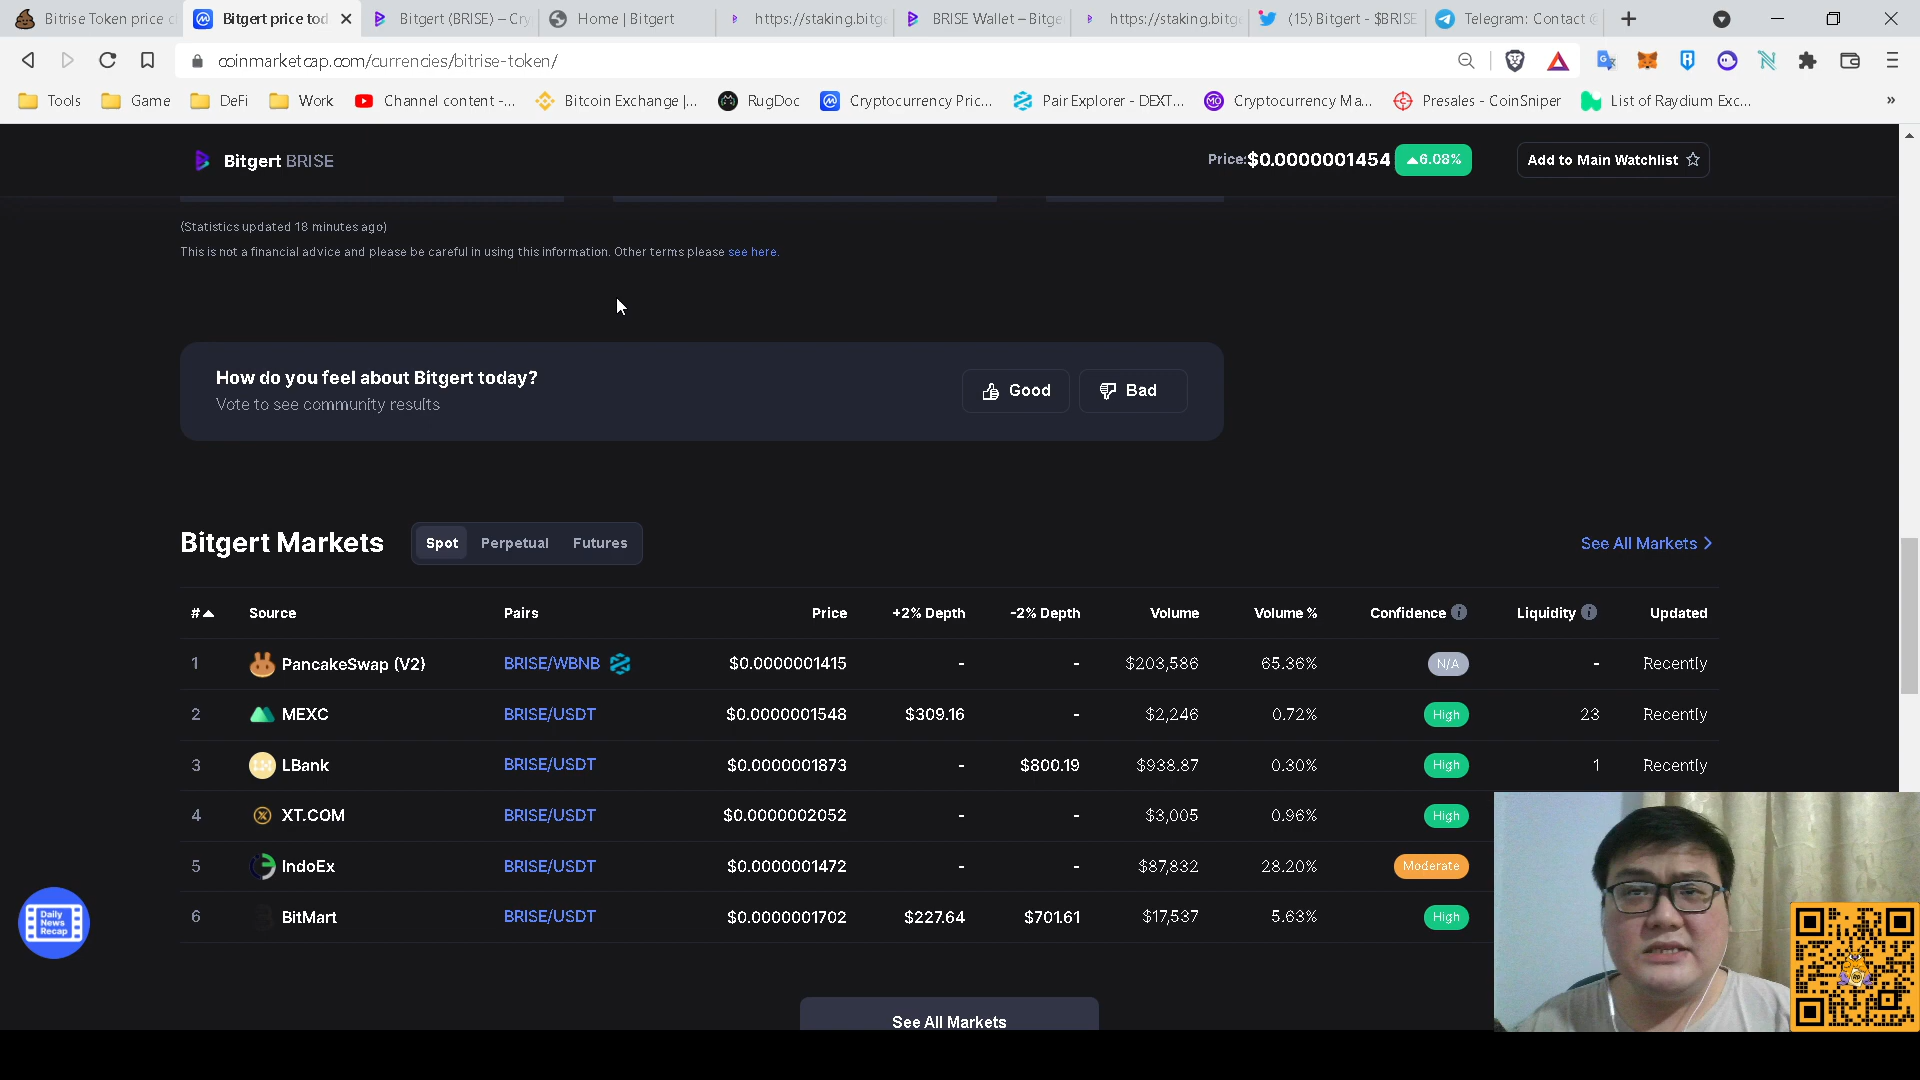 Bitrise Token price c
Bitgert price tod
Bitgert (BRISE) – Cry
Home | Bitgert
https://staking.bitge
BRISE Wallet – Bitge
https://staking.bitge
(15) Bitgert - $BRISE
Telegram: Contact @
coinmarketcap.com/currencies/bitrise-token/
Tools
Game
DeFi
Work
Channel content -...
Bitcoin Exchange |...
RugDoc
Cryptocurrency Pric...
Pair Explorer - DEXT...
Cryptocurrency Ma...
Presales - CoinSniper
List of Raydium Exc...
»
Bitgert BRISE
Price:$0.0000001454 6.08%
Add to Main Watchlist
(Statistics updated 18 minutes ago)
This is not a financial advice and please be careful in using this information. Other terms please see here.
How do you feel about Bitgert today?
Vote to see community results
Good
Bad
Bitgert Markets
Spot Perpetual Futures
See All Markets
# Source Pairs Price +2% Depth -2% Depth Volume Volume % Confidence Liquidity Updated
1 PancakeSwap (V2) BRISE/WBNB $0.0000001415 - - $203,586 65.36% N/A - Recently
2 MEXC BRISE/USDT $0.0000001548 $309.16 - $2,246 0.72% High 23 Recently
3 LBank BRISE/USDT $0.0000001873 - $800.19 $938.87 0.30% High 1 Recently
4 XT.COM BRISE/USDT $0.0000002052 - - $3,005 0.96% High
5 IndoEx BRISE/USDT $0.0000001472 - - $87,832 28.20% Moderate
6 BitMart BRISE/USDT $0.0000001702 $227.64 $701.61 $17,537 5.63% High
Daily
News
Recap
See All Markets